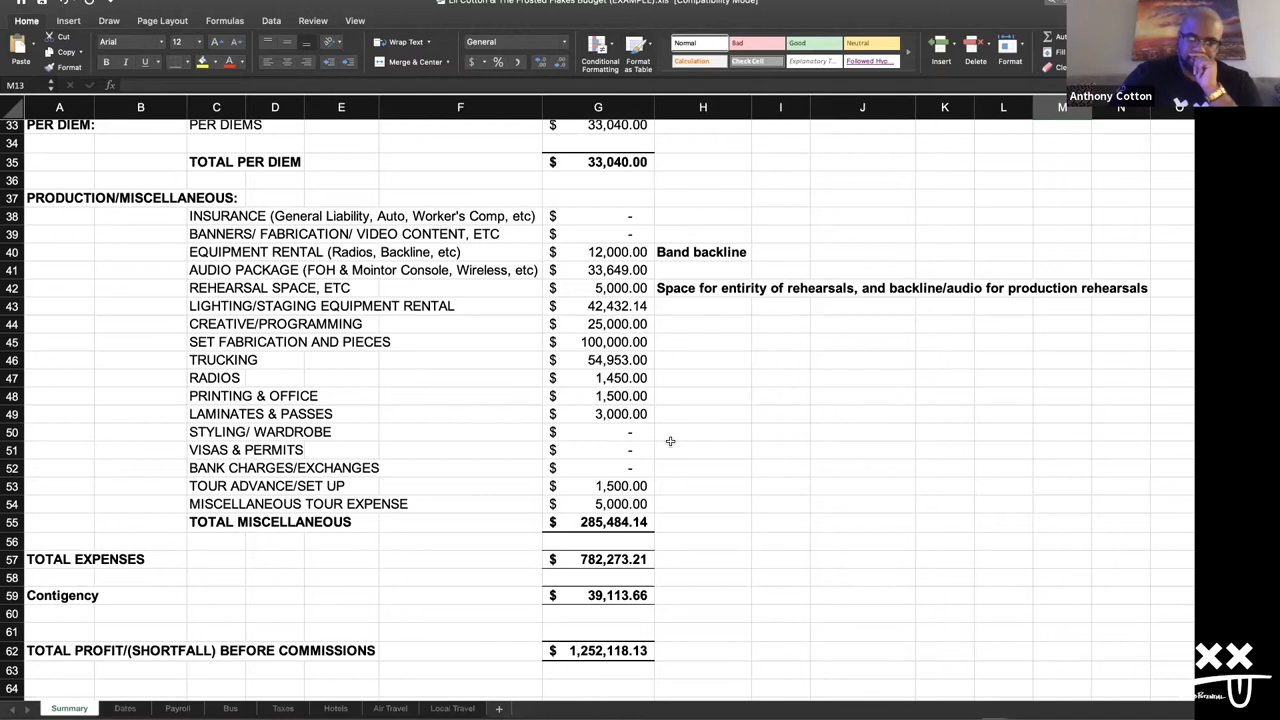 Lil Cotton & The Frosted Flakes Budget (EXAMPLE).xls [Compatibility Mode]
Home Insert Draw Page Layout Formulas Data Review View
Paste Cut Copy Format Arial 12 Wrap Text Merge & Center General Conditional Formatting Format as Table Normal Bad Good Neutral Calculation Check Cell Explanatory T... Followed Hyp... Insert Delete Format Fill
Anthony Cotton
M13 fx
A B C D E F G H I J K L M N O
33 PER DIEM: PER DIEMS $ 33,040.00
34
35 TOTAL PER DIEM $ 33,040.00
36
37 PRODUCTION/MISCELLANEOUS:
38 INSURANCE (General Liability, Auto, Worker's Comp, etc) $ -
39 BANNERS/ FABRICATION/ VIDEO CONTENT, ETC $ -
40 EQUIPMENT RENTAL (Radios, Backline, etc) $ 12,000.00 Band backline
41 AUDIO PACKAGE (FOH & Mointor Console, Wireless, etc) $ 33,649.00
42 REHEARSAL SPACE, ETC $ 5,000.00 Space for entirity of rehearsals, and backline/audio for production rehearsals
43 LIGHTING/STAGING EQUIPMENT RENTAL $ 42,432.14
44 CREATIVE/PROGRAMMING $ 25,000.00
45 SET FABRICATION AND PIECES $ 100,000.00
46 TRUCKING $ 54,953.00
47 RADIOS $ 1,450.00
48 PRINTING & OFFICE $ 1,500.00
49 LAMINATES & PASSES $ 3,000.00
50 STYLING/ WARDROBE $ -
51 VISAS & PERMITS $ -
52 BANK CHARGES/EXCHANGES $ -
53 TOUR ADVANCE/SET UP $ 1,500.00
54 MISCELLANEOUS TOUR EXPENSE $ 5,000.00
55 TOTAL MISCELLANEOUS $ 285,484.14
56
57 TOTAL EXPENSES $ 782,273.21
58
59 Contigency $ 39,113.66
60
61
62 TOTAL PROFIT/(SHORTFALL) BEFORE COMMISSIONS $ 1,252,118.13
63
64
XX
Summary Dates Payroll Bus Taxes Hotels Air Travel Local Travel +